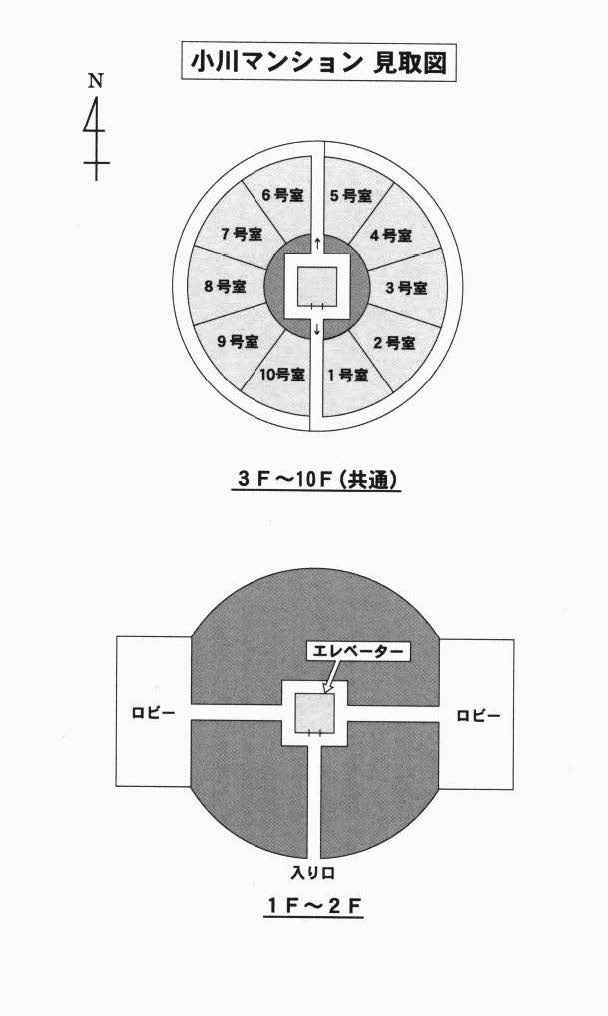 小川マンション 見取図
N
6号室
5号室
7号室
4号室
8号室
3号室
9号室
2号室
10号室
1号室
3F～10F(共通)
エレベーター
ロビー
ロビー
入り口
1F～2F